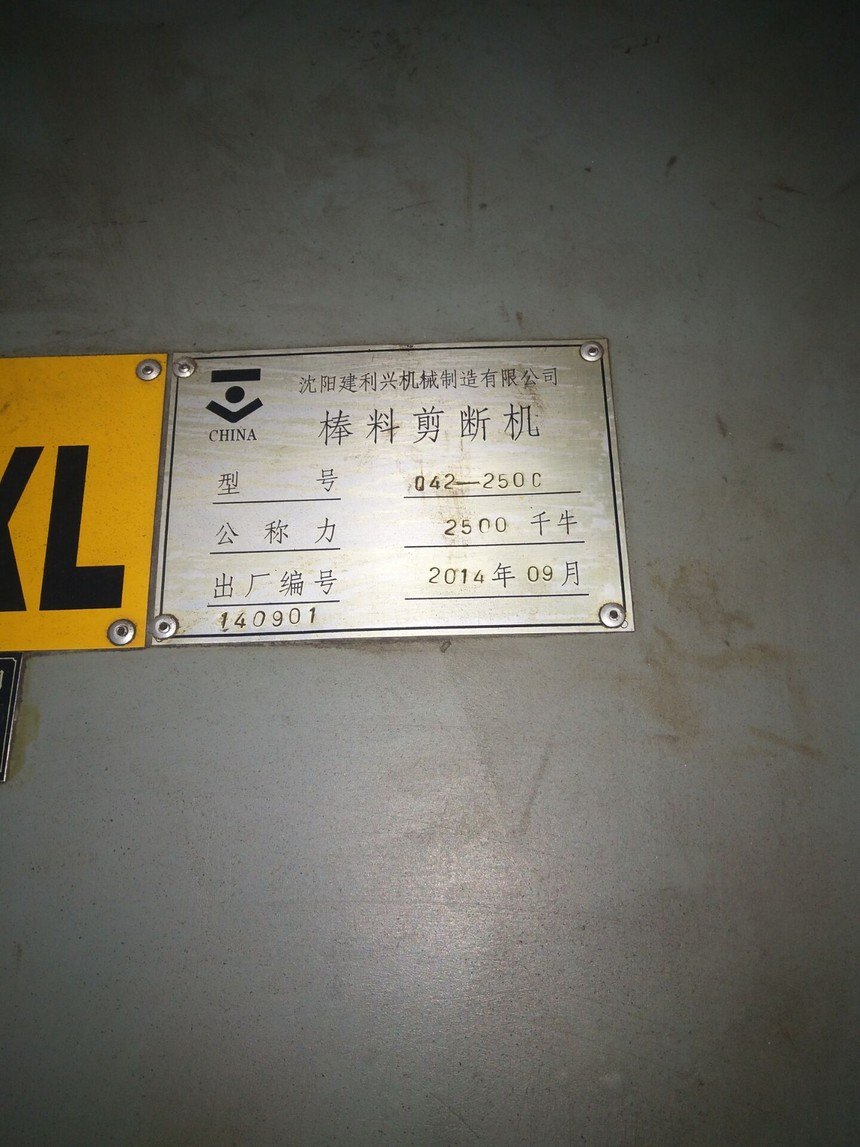 XL
沈阳建利兴机械制造有限公司
CHINA
棒料剪断机
型号 Q42—250C
公称力 2500 千牛
出厂编号 2014年09月
140901